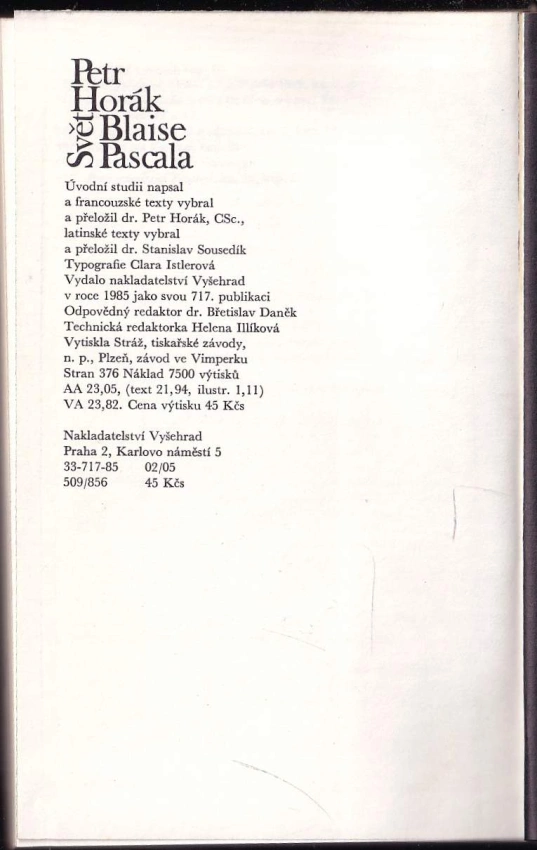 Petr
Horák
Svět Blaise
Pascala
Úvodní studii napsal
a francouzské texty vybral
a přeložil dr. Petr Horák, CSc.,
latinské texty vybral
a přeložil dr. Stanislav Sousedík
Typografie Clara Istlerová
Vydalo nakladatelství Vyšehrad
v roce 1985 jako svou 717. publikaci
Odpovědný redaktor dr. Břetislav Daněk
Technická redaktorka Helena Illíková
Vytiskla Stráž, tiskařské závody,
n. p., Plzeň, závod ve Vimperku
Stran 376 Náklad 7500 výtisků
AA 23,05, (text 21,94, ilustr. 1,11)
VA 23,82. Cena výtisku 45 Kčs
Nakladatelství Vyšehrad
Praha 2, Karlovo náměstí 5
33-717-85 02/05
509/856 45 Kčs